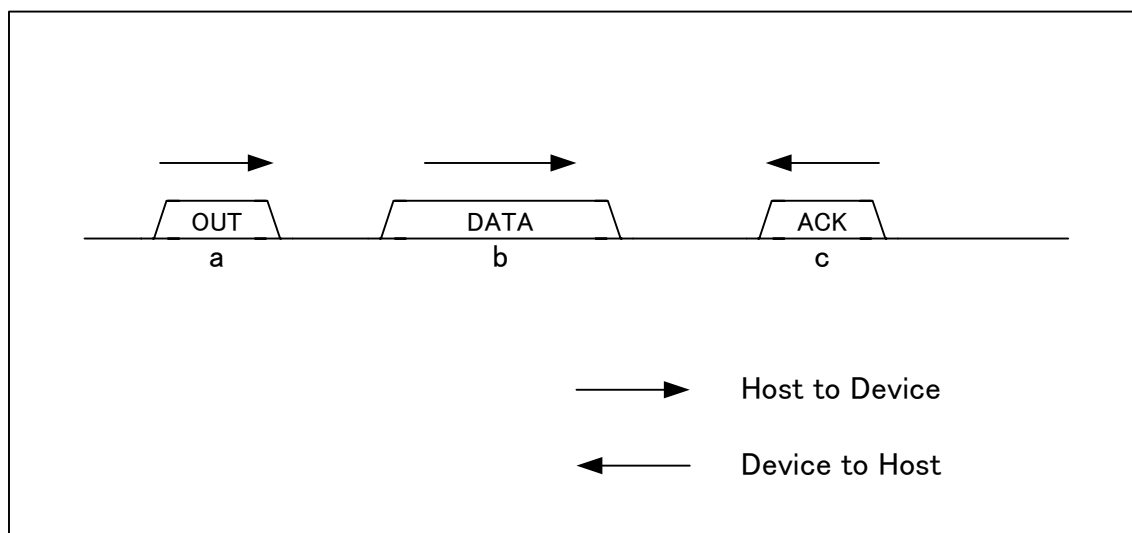 OUT DATA ACK
a b c
Host to Device
Device to Host